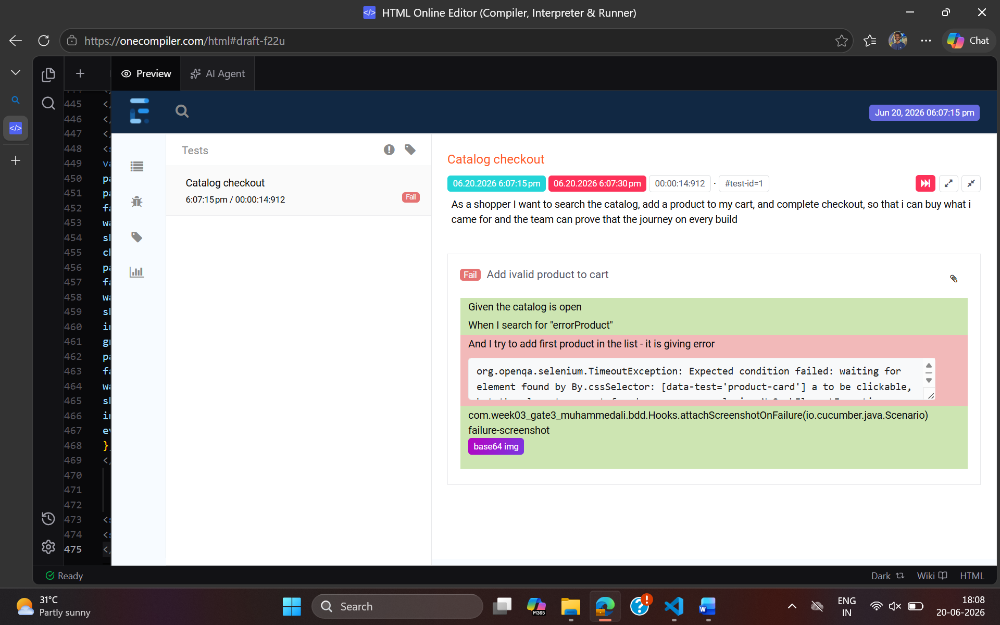 HTML Online Editor (Compiler, Interpreter & Runner)
https://onecompiler.com/html#draft-f22u
Chat
Preview
AI Agent
Jun 20, 2026 06:07:15 pm
Tests
Catalog checkout
6:07:15 pm / 00:00:14:912
Fail
Catalog checkout
06.20.2026 6:07:15 pm
06.20.2026 6:07:30 pm
00:00:14:912
· #test-id=1
As a shopper I want to search the catalog, add a product to my cart, and complete checkout, so that i can buy what i
came for and the team can prove that the journey on every build
Fail Add ivalid product to cart
Given the catalog is open
When I search for "errorProduct"
And I try to add first product in the list - it is giving error
org.openqa.selenium.TimeoutException: Expected condition failed: waiting for
element found by By.cssSelector: [data-test='product-card'] a to be clickable,
com.week03_gate3_muhammedali.bdd.Hooks.attachScreenshotOnFailure(io.cucumber.java.Scenario)
failure-screenshot
base64 img
445 </
446 </
447 </
448 <s
449 va
450 pa
451 pa
452 fa
453 wa
454 sl
455 cl
456 pa
457 fa
458 wa
459 sl
460 in
461 gr
462 pa
463 fa
464 wa
465 sl
466 in
467 ev
468 }
469 </
470
471
472
473 <s
474 <s
475 </
Ready
Dark
Wiki
HTML
31°C
Partly sunny
Search
M365
ENG
IN
18:08
20-06-2026